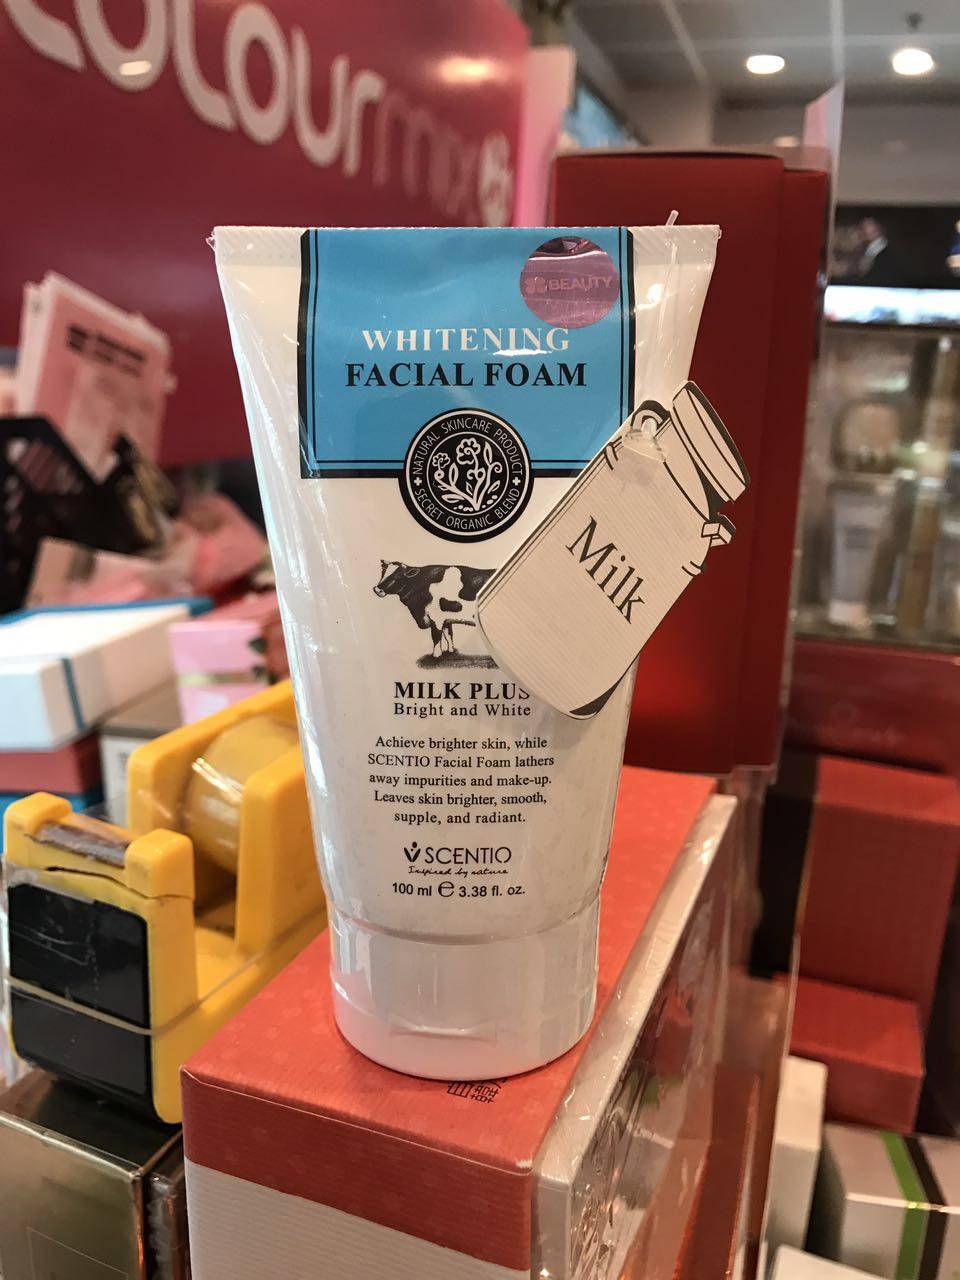 colourmix
BEAUTY
WHITENING
FACIAL FOAM
NATURAL SKINCARE PRODUCT
SECRET ORGANIC BLEND
Milk
MILK PLUS
Bright and White
Achieve brighter skin, while
SCENTIO Facial Foam lathers
away impurities and make-up.
Leaves skin brighter, smooth,
supple, and radiant.
SCENTIO
Inspired by nature
100 ml ℮ 3.38 fl. oz.